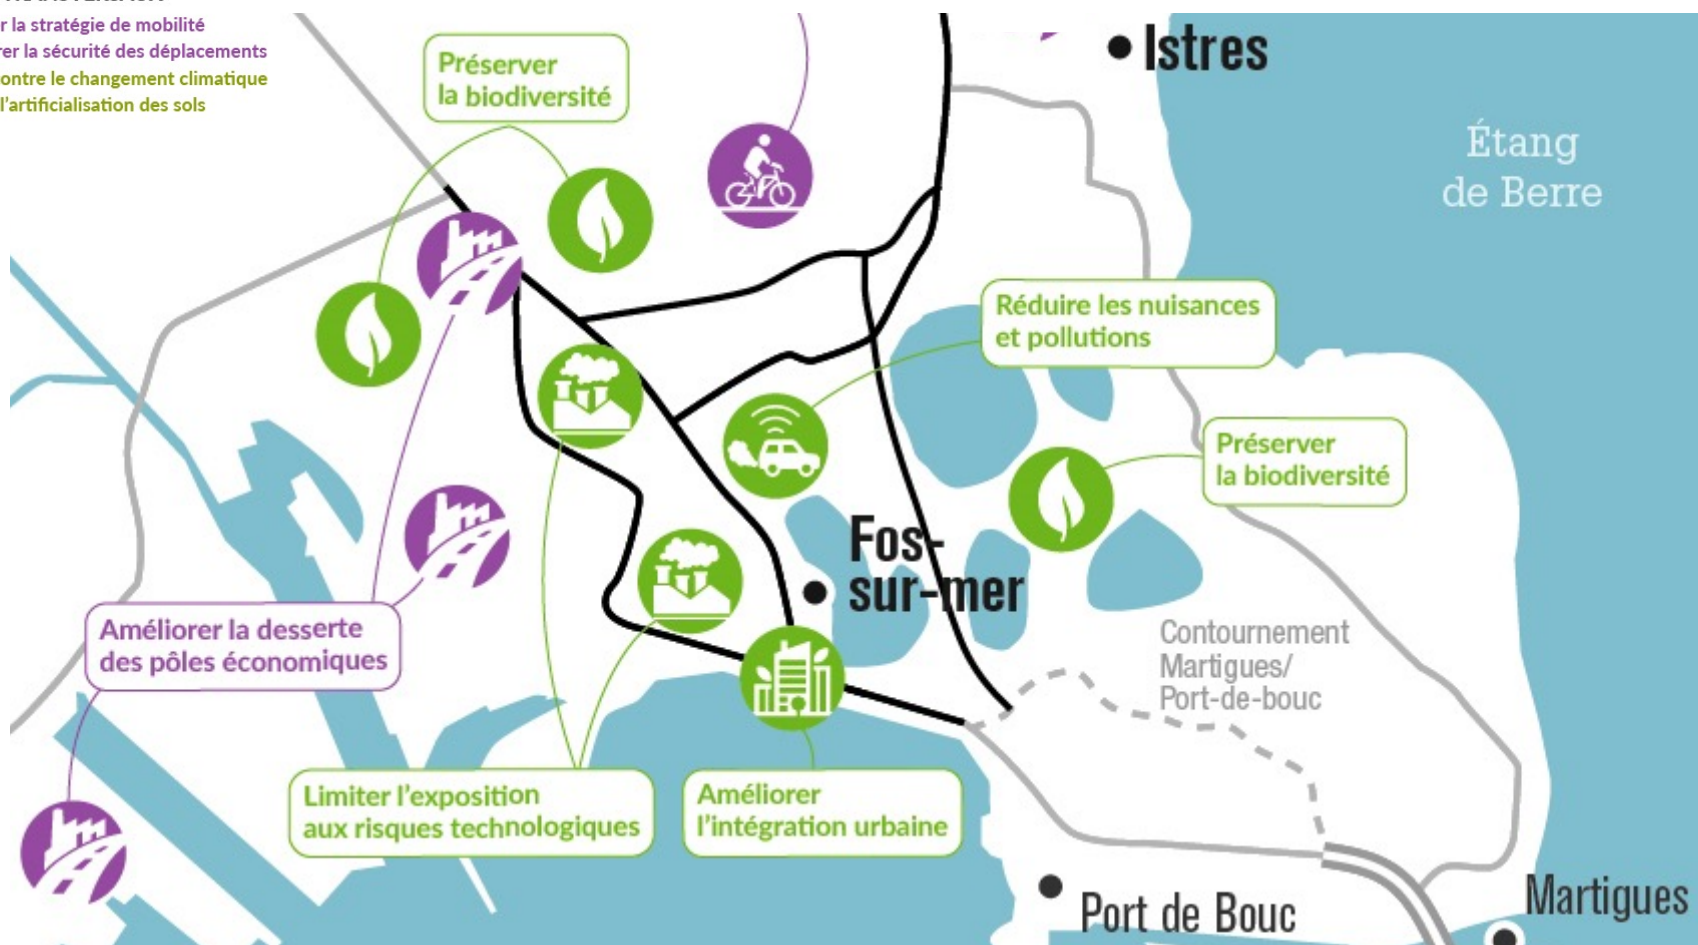 r la stratégie de mobilité
rer la sécurité des déplacements
ontre le changement climatique
l'artificialisation des sols
Istres
Préserver
la biodiversité
Étang
de Berre
Réduire les nuisances
et pollutions
Préserver
la biodiversité
Fos-
sur-mer
Améliorer la desserte
des pôles économiques
Contournement
Martigues/
Port-de-bouc
Limiter l'exposition
aux risques technologiques
Améliorer
l'intégration urbaine
Port de Bouc
Martigues